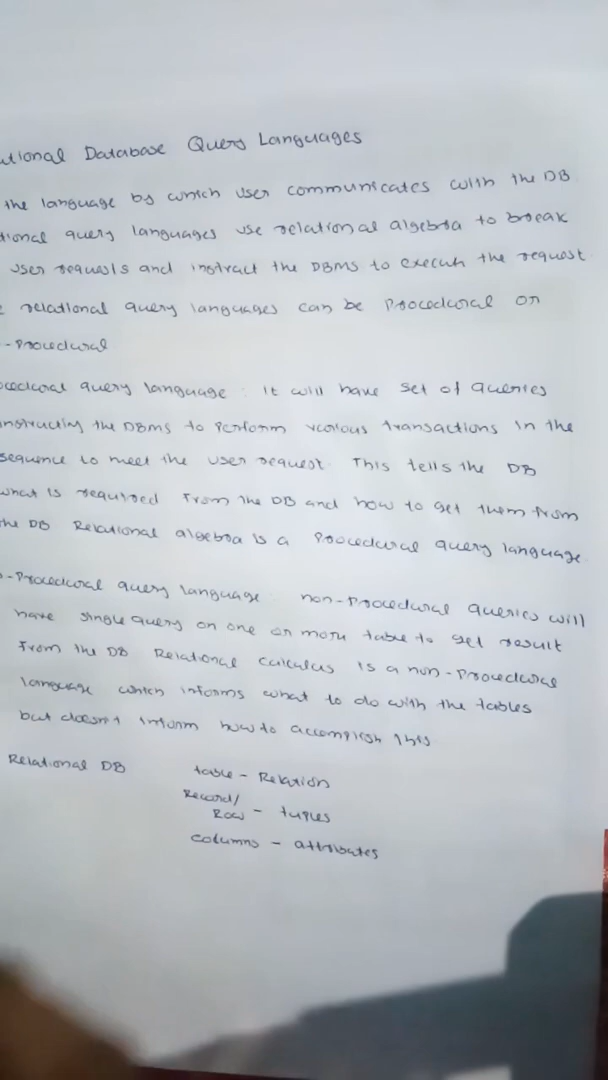 ational Database Query Languages
the language by which user communicates with the DB
tional query languages use relational algebra to break
user requests and instruct the DBMS to execute the request
relational query languages can be Procedural or
- Procedural
ocedural query language : it will have set of queries
instructing the DBMS to Perform various transactions in the
sequence to meet the user request. This tells the DB
what is required from the DB and how to get them from
the DB Relational algebra is a Procedural query language.
- Procedural query language non-Procedural queries will
have single query on one or more table to get result
From the DB Relational calculus is a non-Procedural
language which informs what to do with the tables
but doesn't inform how to accomplish this
Relational DB table - Relation
Record/
Row - tuples
columns - attributes